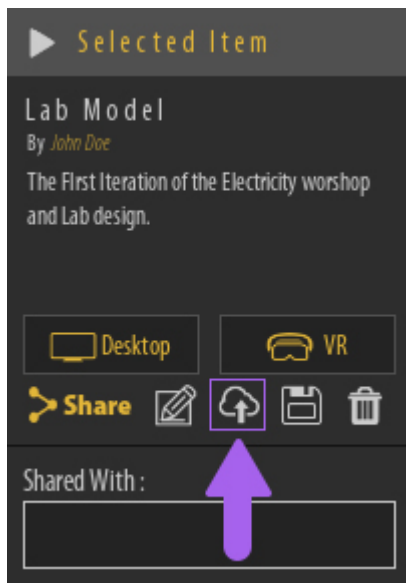 Selected Item
Lab Model
By John Doe
The FIrst Iteration of the Electricity worshop
and Lab design.
Desktop
VR
Share
Shared With :